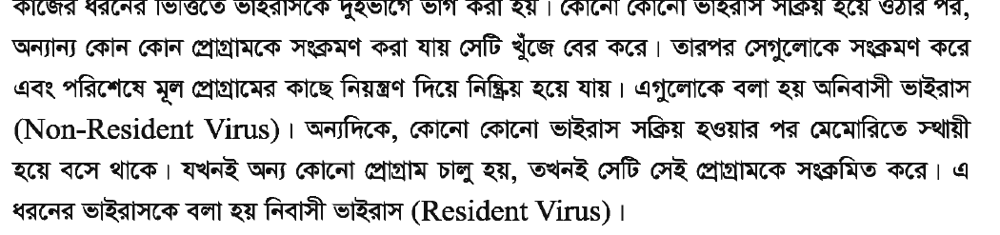 কাজের ধরনের ভিত্তিতে ভাইরাসকে দুইভাগে ভাগ করা হয়। কোনো কোনো ভাইরাস সক্রিয় হয়ে ওঠার পর,
অন্যান্য কোন কোন প্রোগ্রামকে সংক্রমণ করা যায় সেটি খুঁজে বের করে। তারপর সেগুলোকে সংক্রমণ করে
এবং পরিশেষে মূল প্রোগ্রামের কাছে নিয়ন্ত্রণ দিয়ে নিষ্ক্রিয় হয়ে যায়। এগুলোকে বলা হয় অনিবাসী ভাইরাস
(Non-Resident Virus)। অন্যদিকে, কোনো কোনো ভাইরাস সক্রিয় হওয়ার পর মেমোরিতে স্থায়ী
হয়ে বসে থাকে। যখনই অন্য কোনো প্রোগ্রাম চালু হয়, তখনই সেটি সেই প্রোগ্রামকে সংক্রমিত করে। এ
ধরনের ভাইরাসকে বলা হয় নিবাসী ভাইরাস (Resident Virus)।